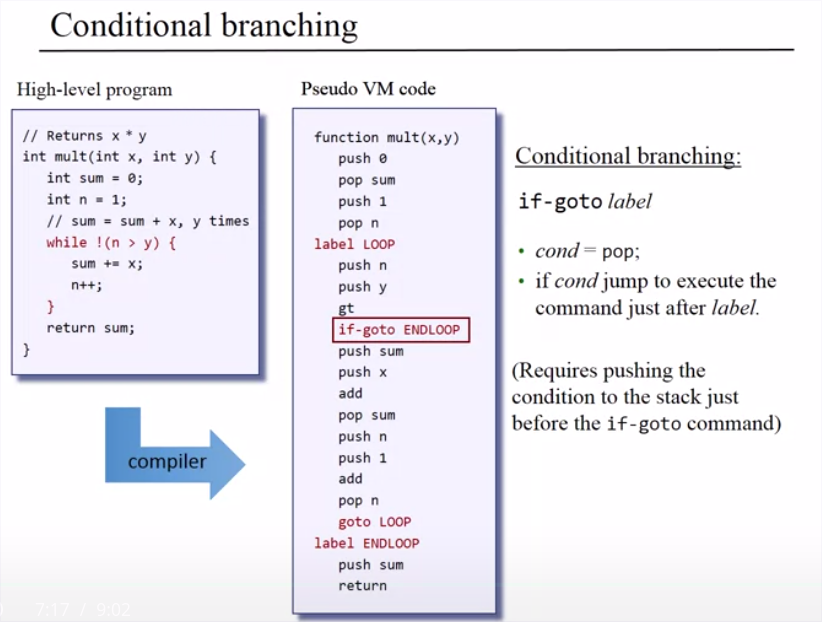 Conditional branching
High-level program
// Returns x * y
int mult(int x, int y) {
int sum = 0;
int n = 1;
// sum = sum + x, y times
while !(n > y) {
sum += x;
n++;
}
return sum;
}
compiler
Pseudo VM code
function mult(x,y)
push 0
pop sum
push 1
pop n
label LOOP
push n
push y
gt
if-goto ENDLOOP
push sum
push x
add
pop sum
push n
push 1
add
pop n
goto LOOP
label ENDLOOP
push sum
return
Conditional branching:
if-goto label
• cond = pop;
• if cond jump to execute the
command just after label.
(Requires pushing the
condition to the stack just
before the if-goto command)
7:17 / 9:02